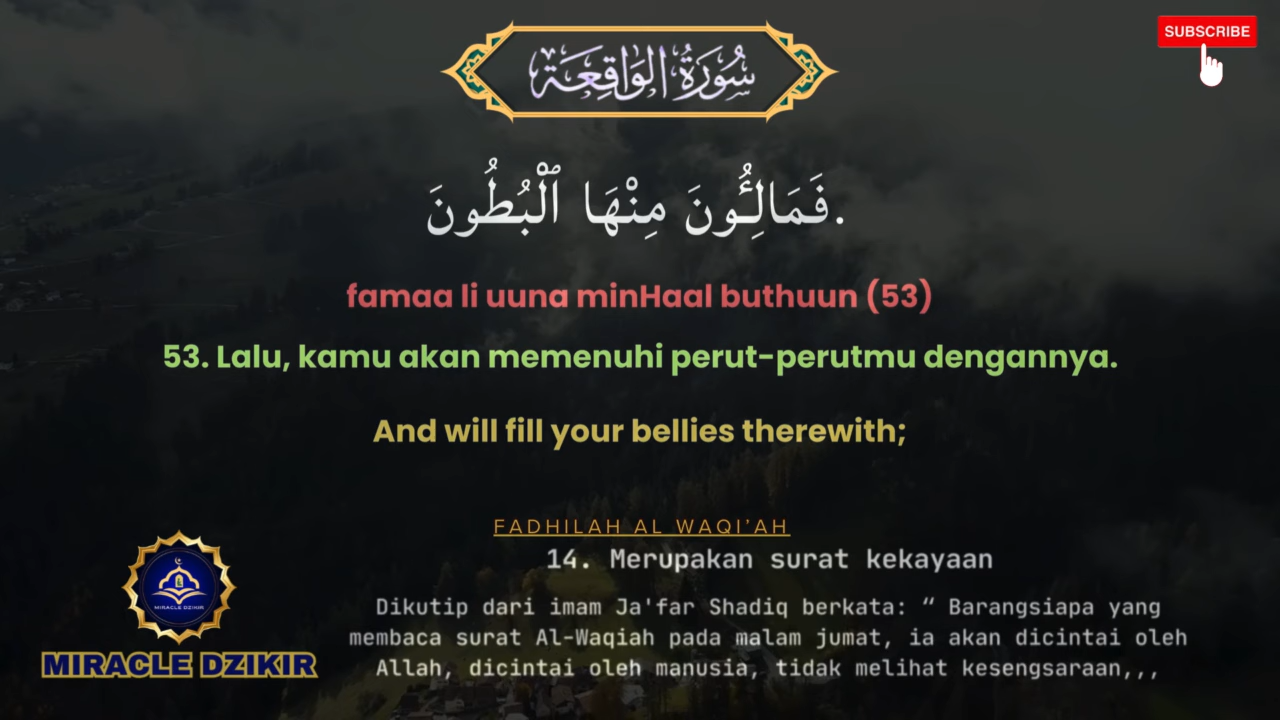 سُورَةُ الْوَاقِعَة
SUBSCRIBE
فَمَالِـُٔونَ مِنْهَا ٱلْبُطُونَ.
famaa li uuna minHaal buthuun (53)
53. Lalu, kamu akan memenuhi perut-perutmu dengannya.
And will fill your bellies therewith;
FADHILAH AL WAQI’AH
14. Merupakan surat kekayaan
Dikutip dari imam Ja'far Shadiq berkata: “ Barangsiapa yang
membaca surat Al-Waqiah pada malam jumat, ia akan dicintai oleh
Allah, dicintai oleh manusia, tidak melihat kesengsaraan,,,
MIRACLE DZIKIR
MIRACLE DZIKIR